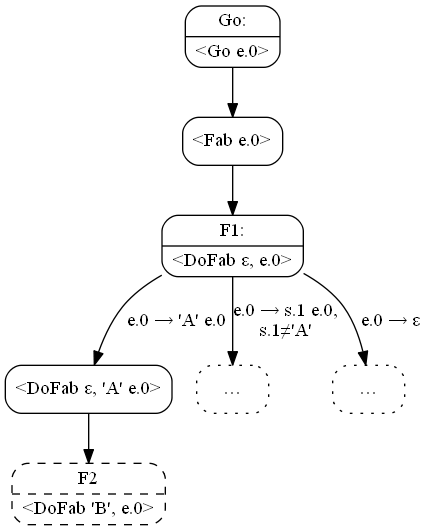 Go:
<Go e.0>
<Fab e.0>
F1:
<DoFab ε, e.0>
e.0 → 'A' e.0
e.0 → s.1 e.0,
s.1≠'A'
e.0 → ε
<DoFab ε, 'A' e.0>
...
...
F2
<DoFab 'B', e.0>